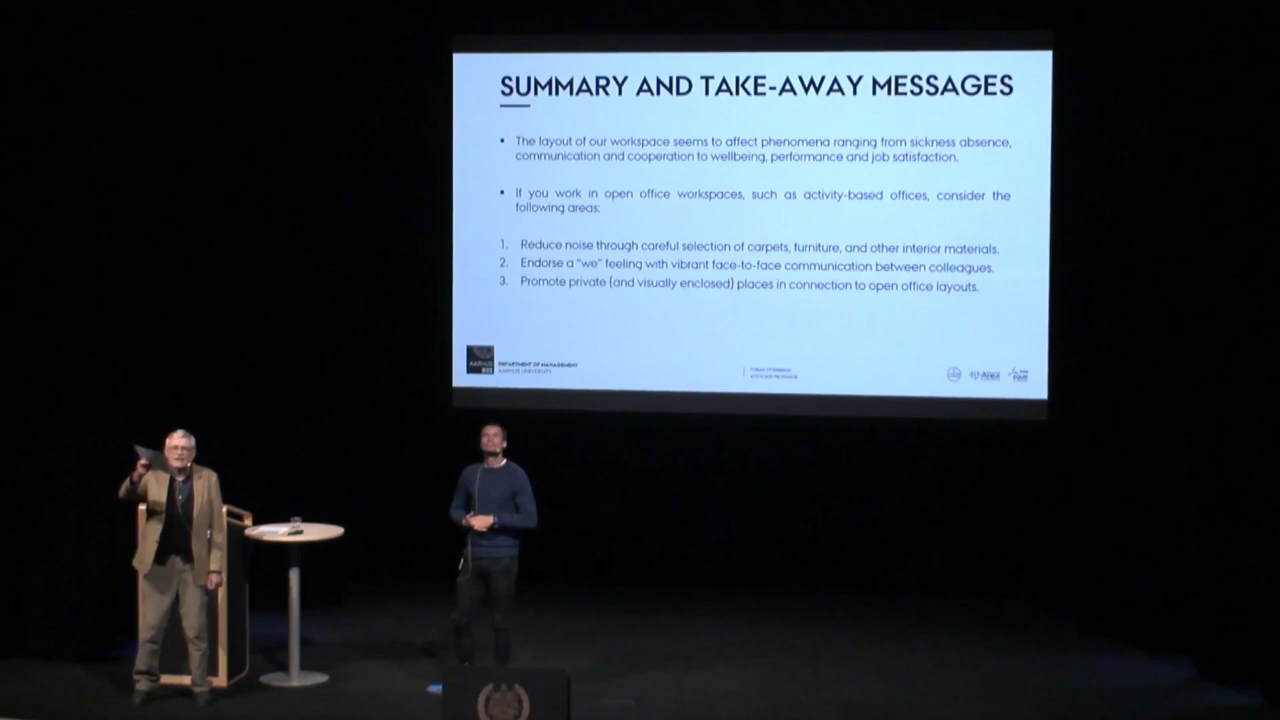 SUMMARY AND TAKE-AWAY MESSAGES
▪ The layout of our workspace seems to affect phenomena ranging from sickness absence,
communication and cooperation to wellbeing, performance and job satisfaction.
▪ If you work in open office workspaces, such as activity-based offices, consider the
following areas:
1. Reduce noise through careful selection of carpets, furniture, and other interior materials.
2. Endorse a "we" feeling with vibrant face-to-face communication between colleagues.
3. Promote private (and visually enclosed) places in connection to open office layouts.
AARHUS
BSS
DEPARTMENT OF MANAGEMENT
AARHUS UNIVERSITY
ASSOCIATE PROFESSOR